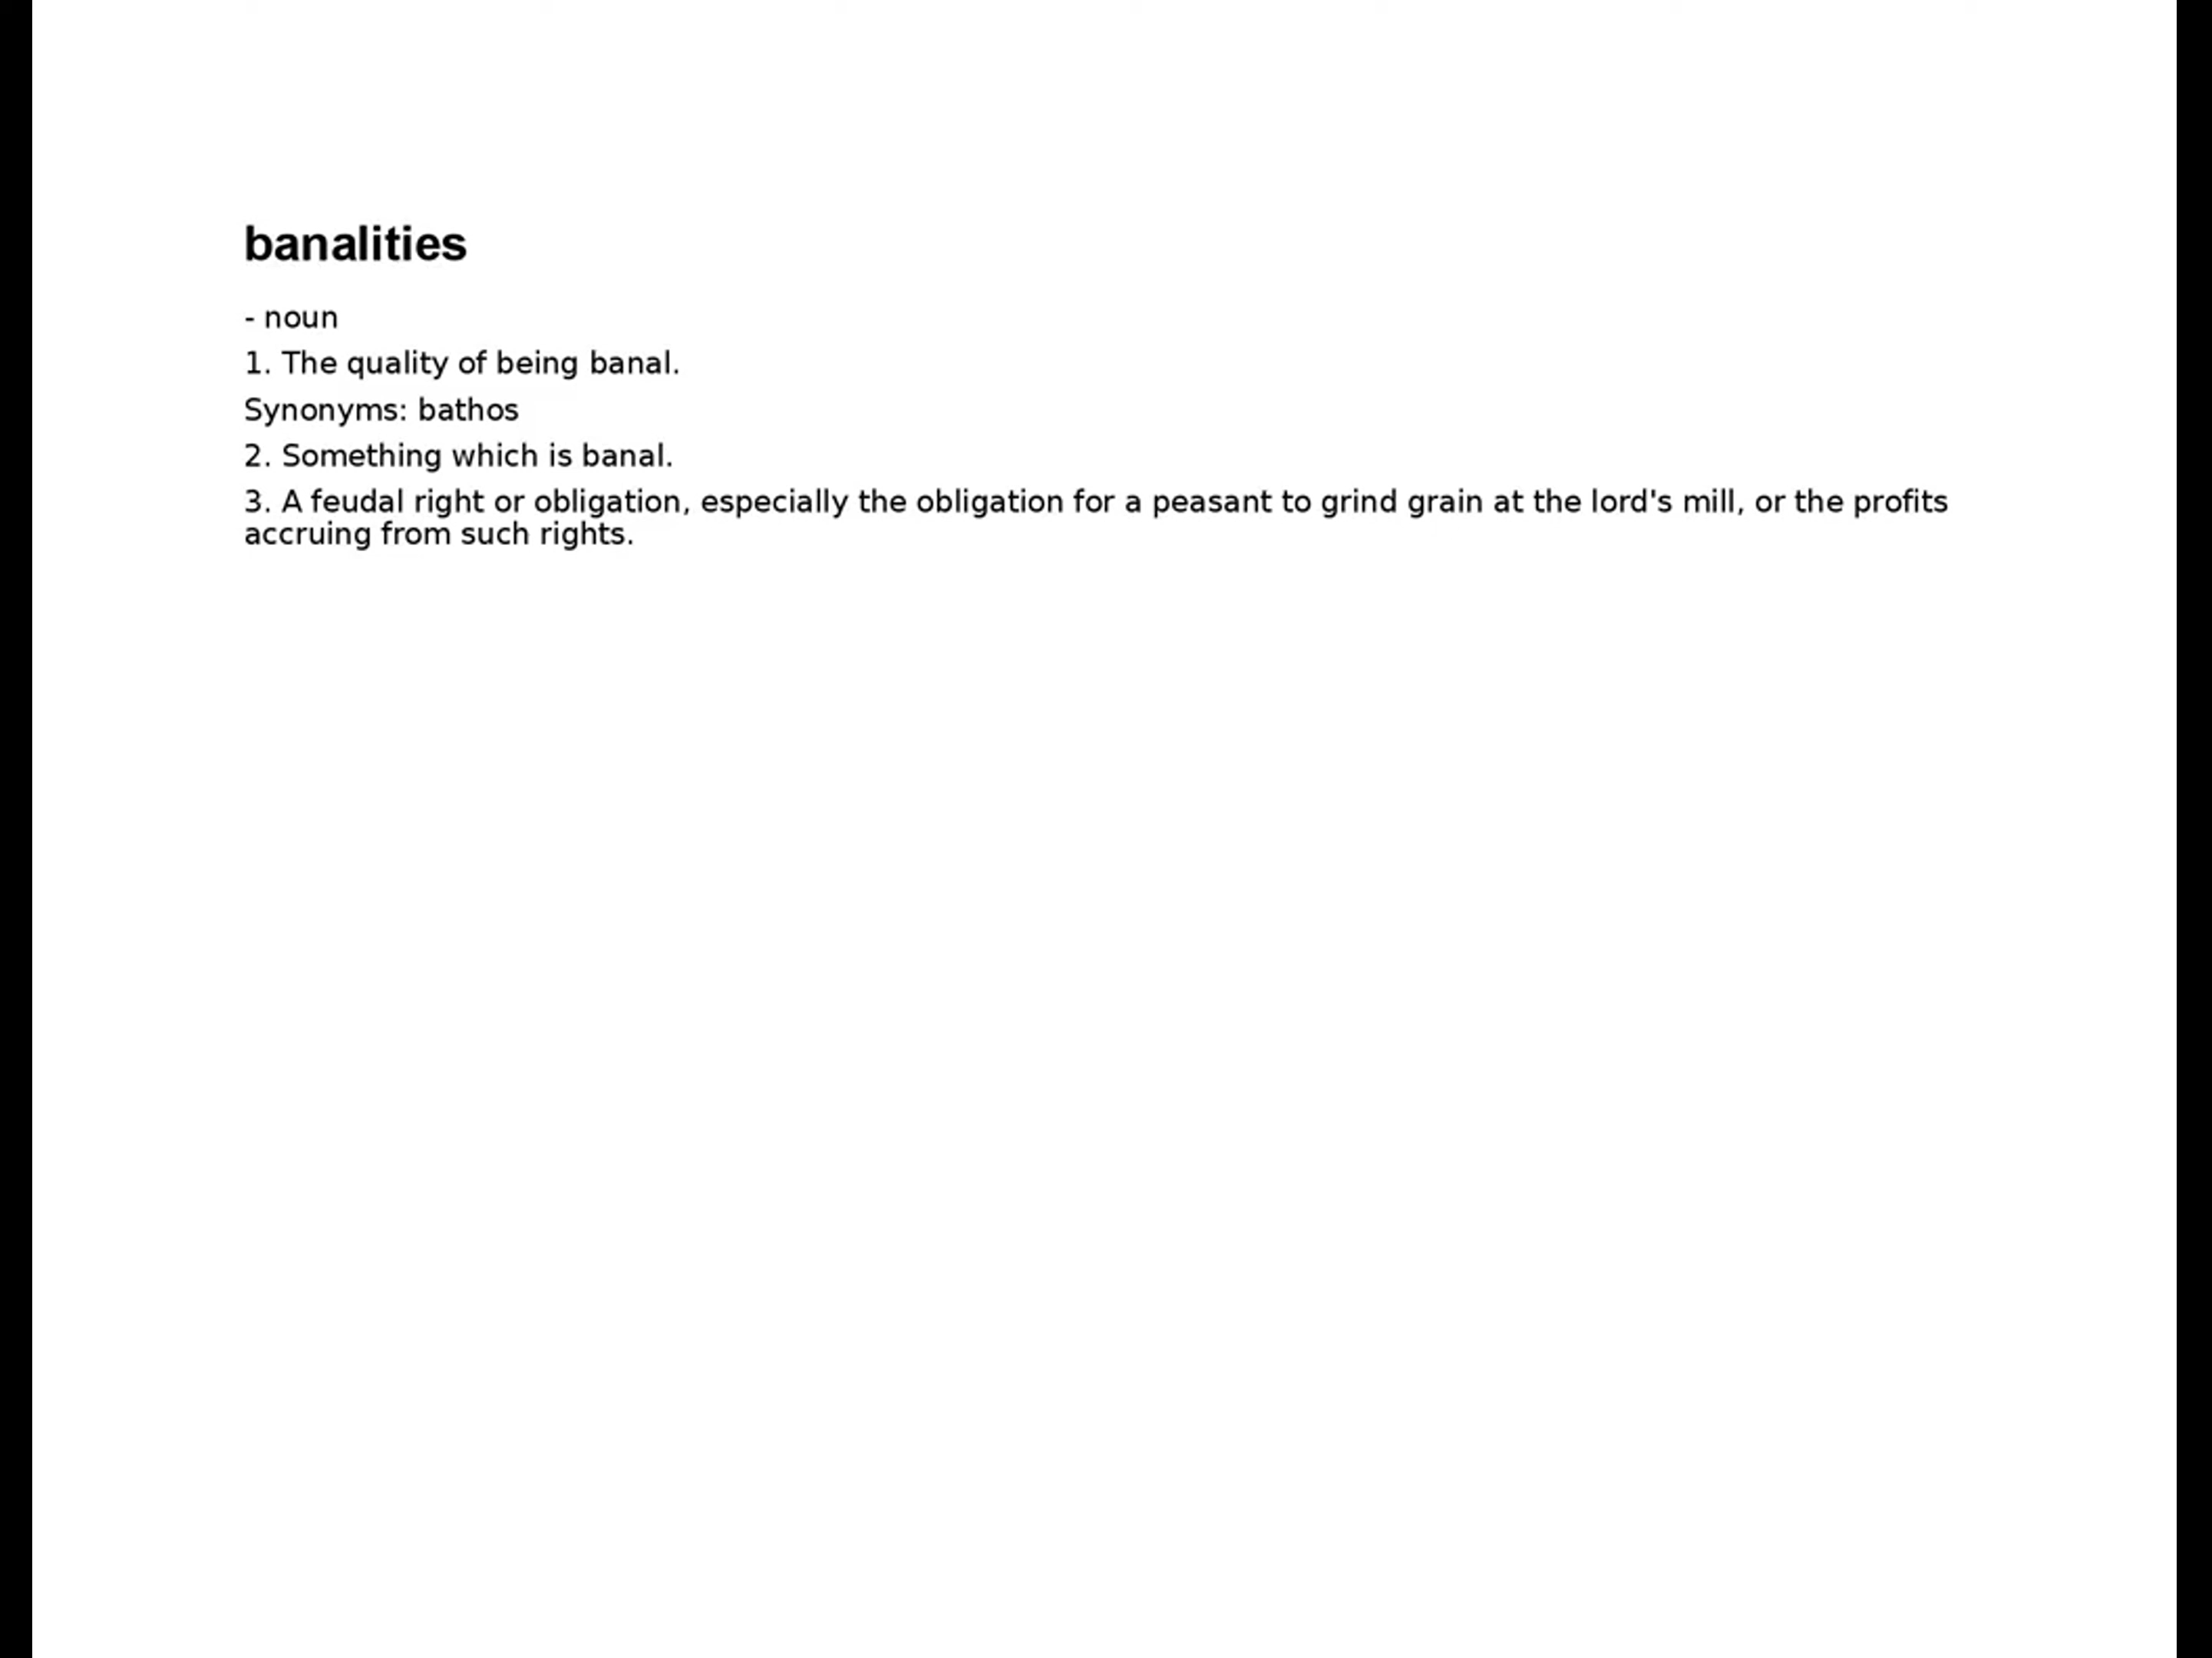 banalities
- noun
1. The quality of being banal.
Synonyms: bathos
2. Something which is banal.
3. A feudal right or obligation, especially the obligation for a peasant to grind grain at the lord's mill, or the profits
accruing from such rights.